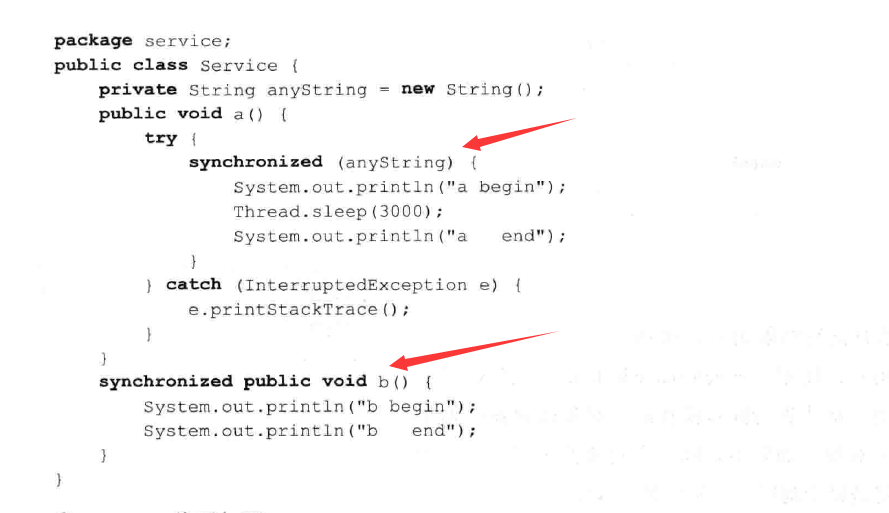 package service;
public class Service {
    private String anyString = new String();
    public void a() {
        try {
            synchronized (anyString) {
                System.out.println("a begin");
                Thread.sleep(3000);
                System.out.println("a   end");
            }
        } catch (InterruptedException e) {
            e.printStackTrace();
        }
    }
    synchronized public void b() {
        System.out.println("b begin");
        System.out.println("b   end");
    }
}